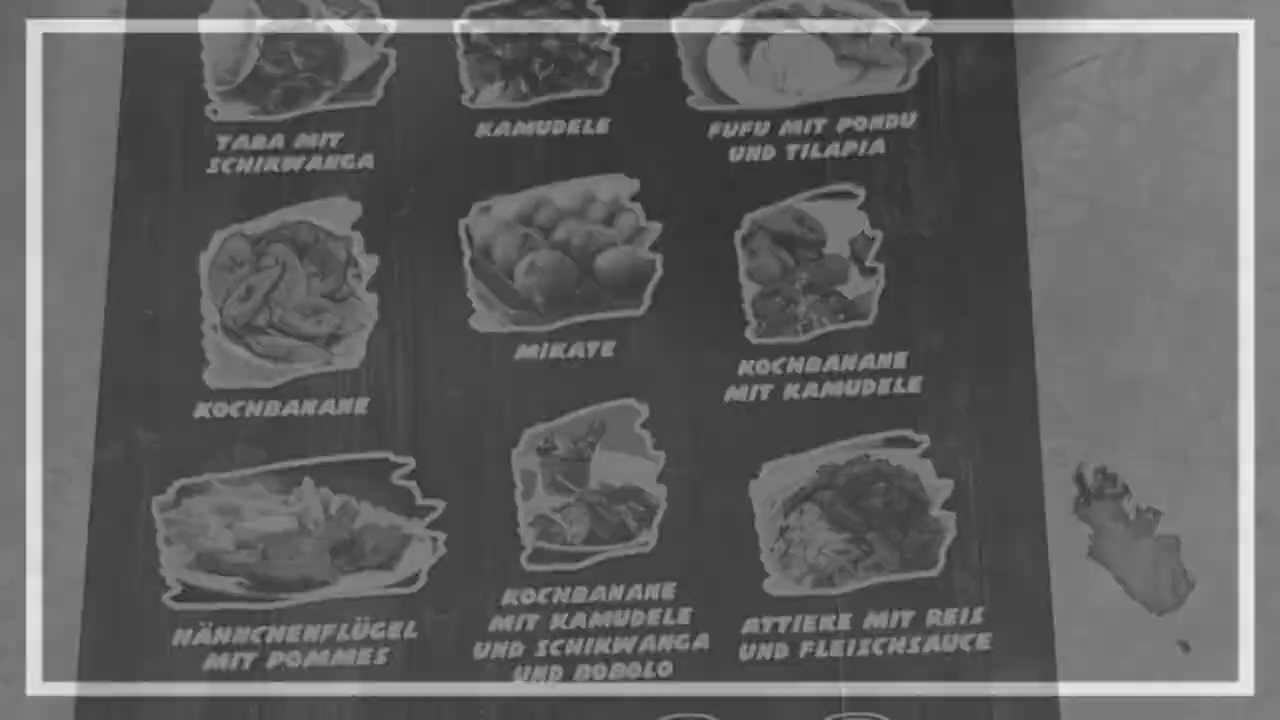 TABA MIT
SCHIKWANGA
KAMUDELE
FUFU MIT PONDU
UND TILAPIA
KOCHBANANE
MIKATE
KOCHBANANE
MIT KAMUDELE
HÄHNCHENFLÜGEL
MIT POMMES
KOCHBANANE
MIT KAMUDELE
UND SCHIKWANGA
UND BOBOLO
ATTIEKE MIT REIS
UND FLEISCHSAUCE